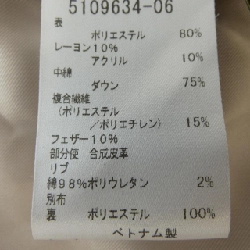 5109634-06
表
ポリエステル 80%
レーヨン10%
アクリル 10%
中綿
ダウン 75%
複合繊維
(ポリエステル
/ポリエチレン) 15%
フェザー10%
部分使 合成皮革
リブ
綿98%ポリウレタン 2%
別布
裏 ポリエステル 100%
ベトナム製